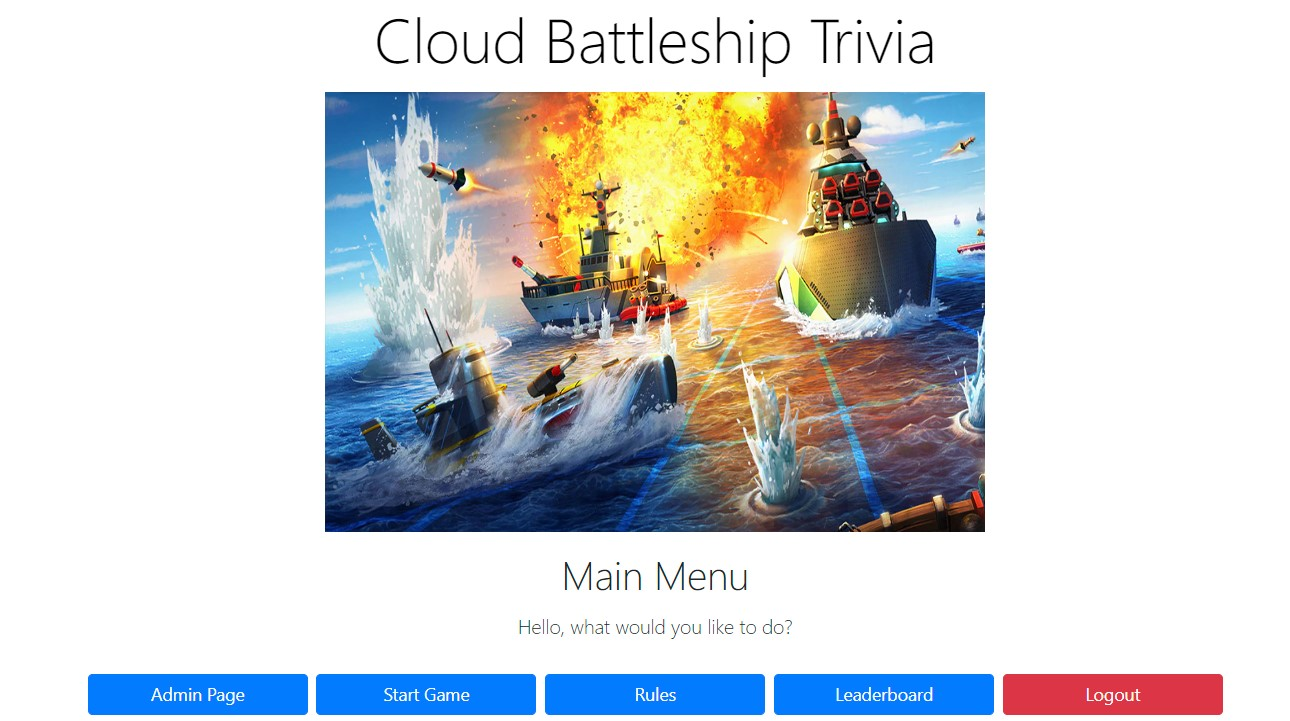 Cloud Battleship Trivia
Main Menu
Hello, what would you like to do?
Admin Page
Start Game
Rules
Leaderboard
Logout